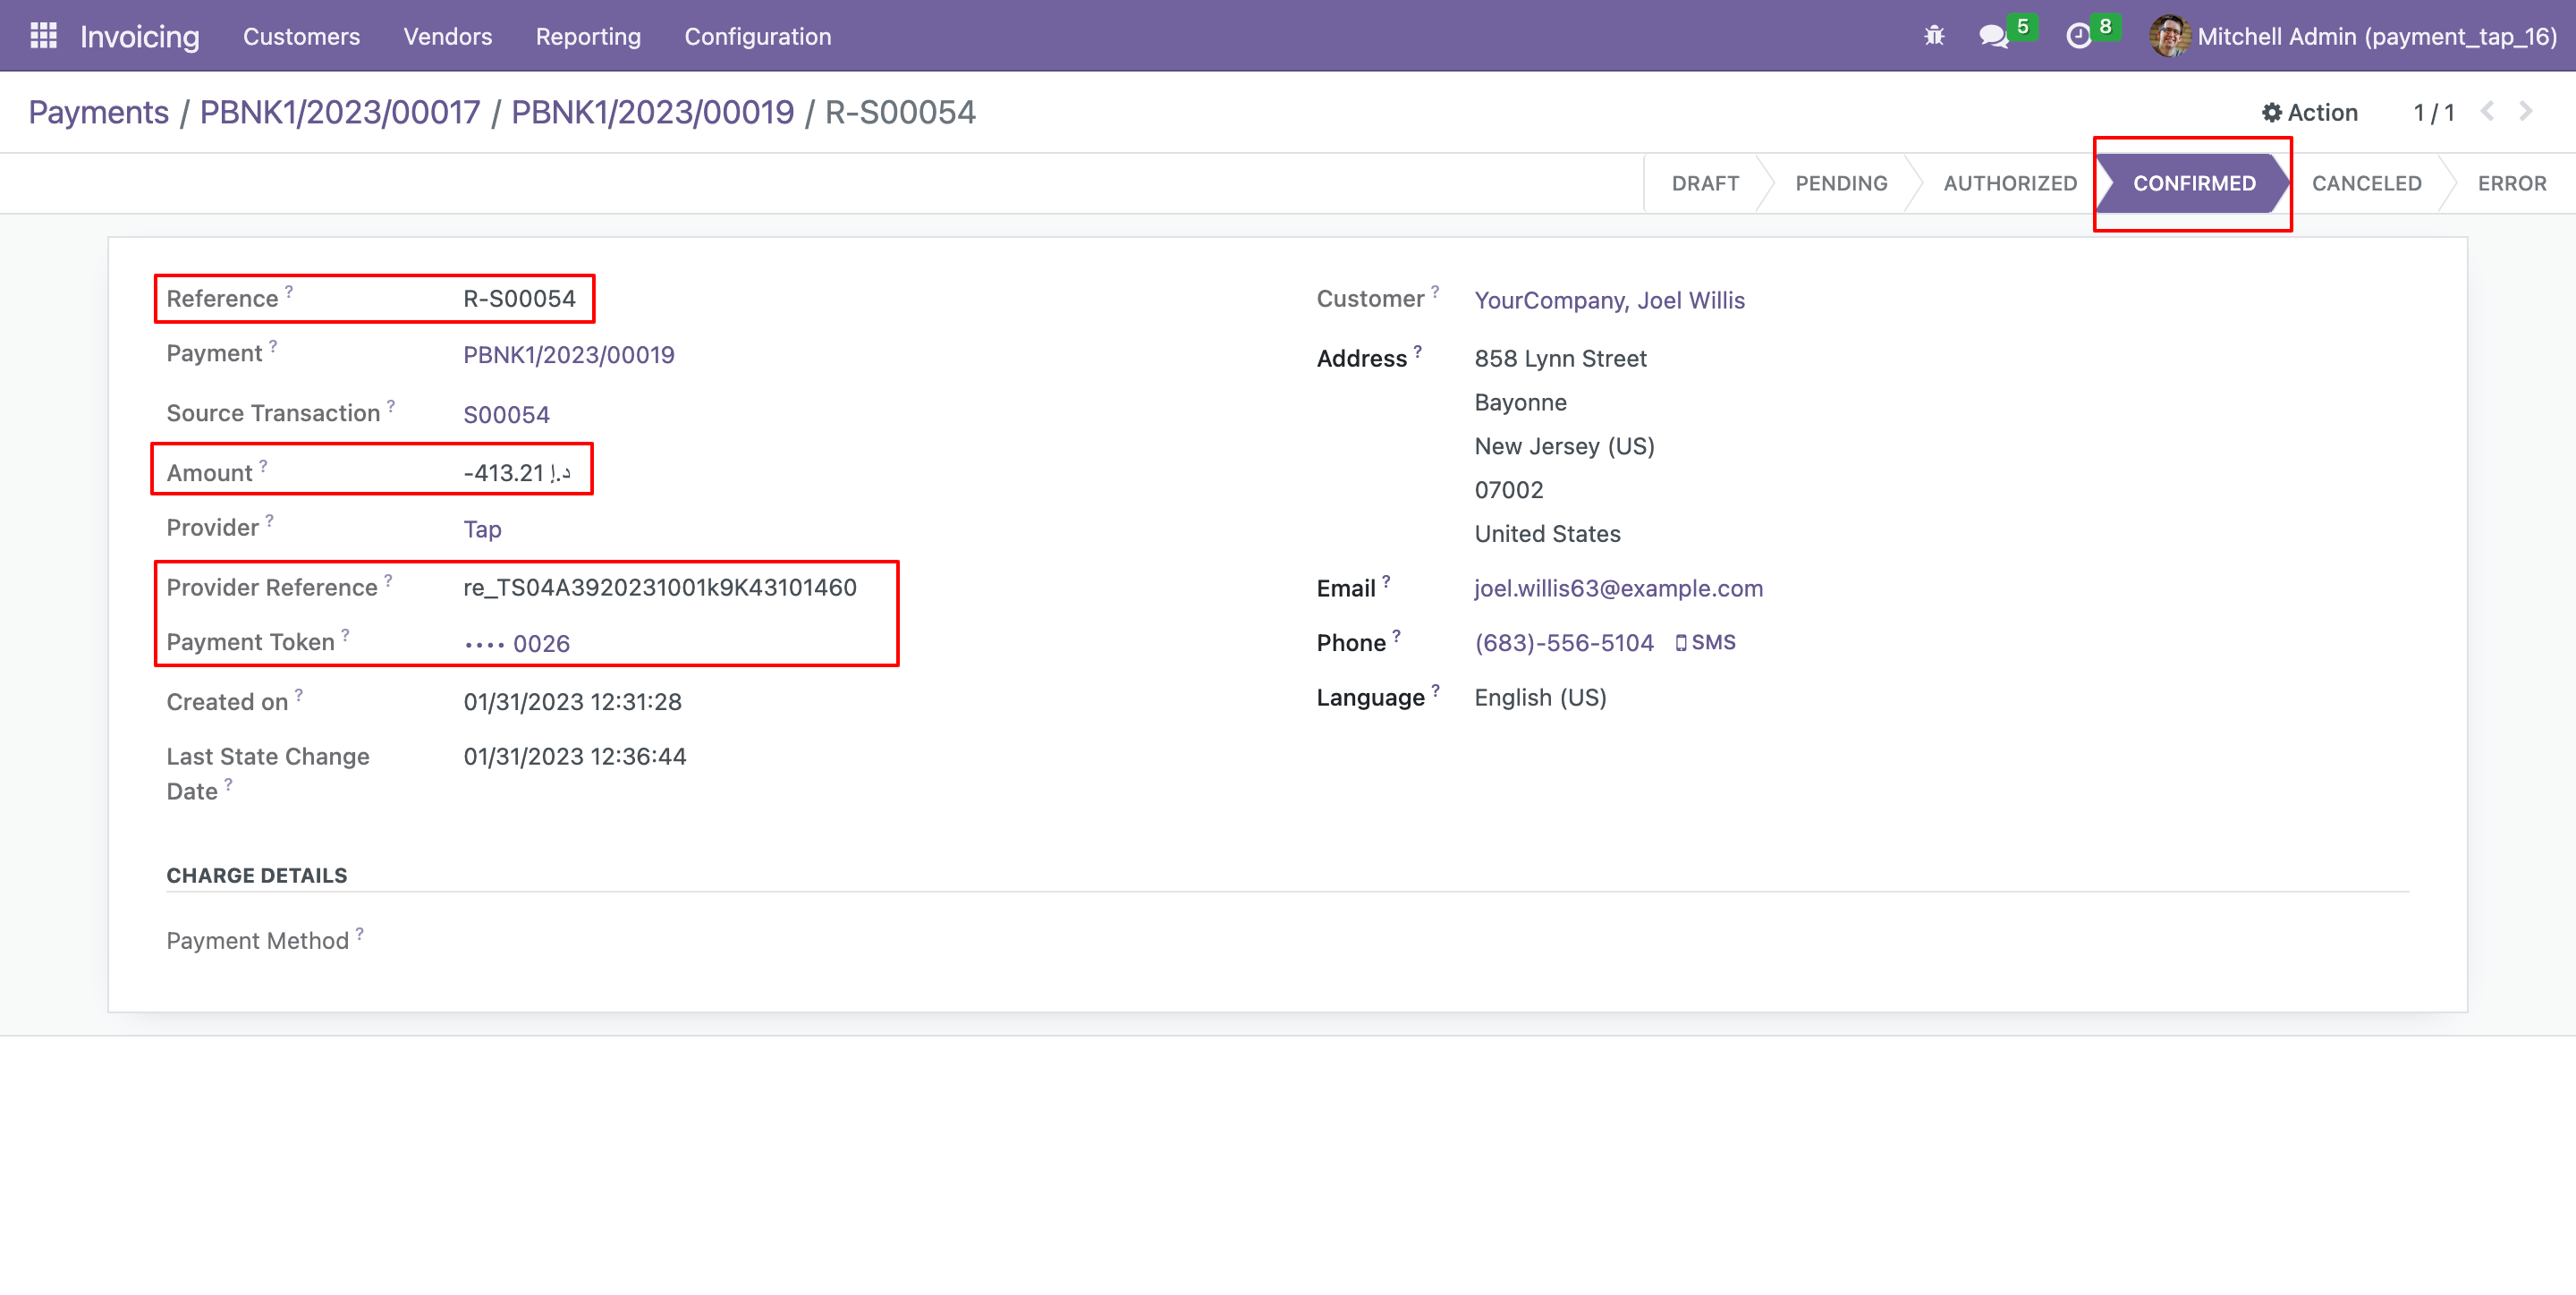 Invoicing Customers Vendors Reporting Configuration 5 8 Mitchell Admin (payment_tap_16)
Payments / PBNK1/2023/00017 / PBNK1/2023/00019 / R-S00054 Action 1 / 1
DRAFT PENDING AUTHORIZED CONFIRMED CANCELED ERROR
Reference ? R-S00054
Payment ? PBNK1/2023/00019
Source Transaction ? S00054
Amount ? -413.21 د.إ
Provider ? Tap
Provider Reference ? re_TS04A3920231001k9K43101460
Payment Token ? •••• 0026
Created on ? 01/31/2023 12:31:28
Last State Change Date ? 01/31/2023 12:36:44
Customer ? YourCompany, Joel Willis
Address ? 858 Lynn Street
Bayonne
New Jersey (US)
07002
United States
Email ? joel.willis63@example.com
Phone ? (683)-556-5104 SMS
Language ? English (US)
CHARGE DETAILS
Payment Method ?